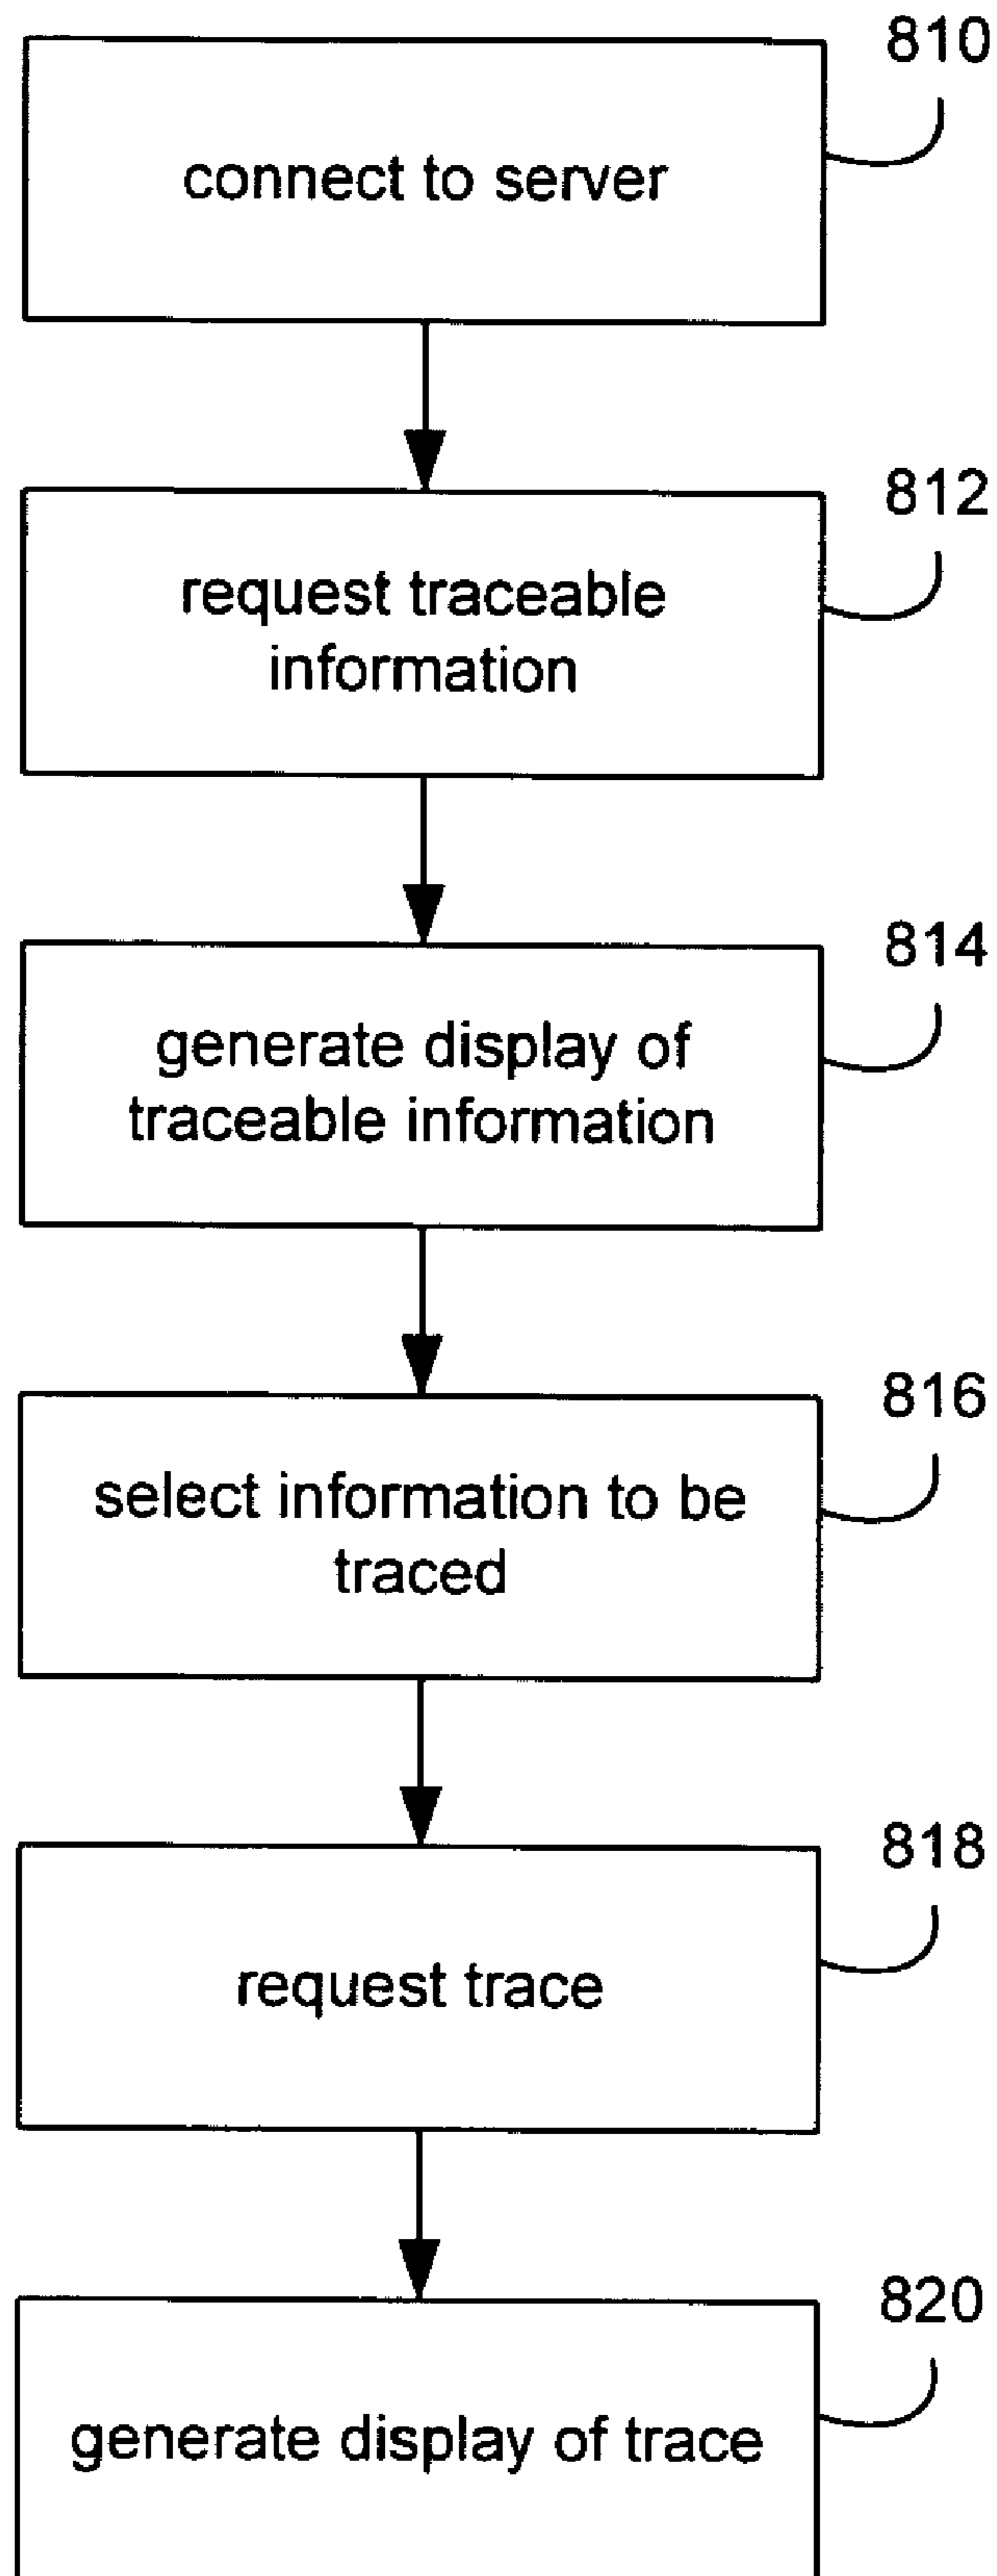 810
connect to server
812
request traceable
information
814
generate display of
traceable information
816
select information to be
traced
818
request trace
820
generate display of trace